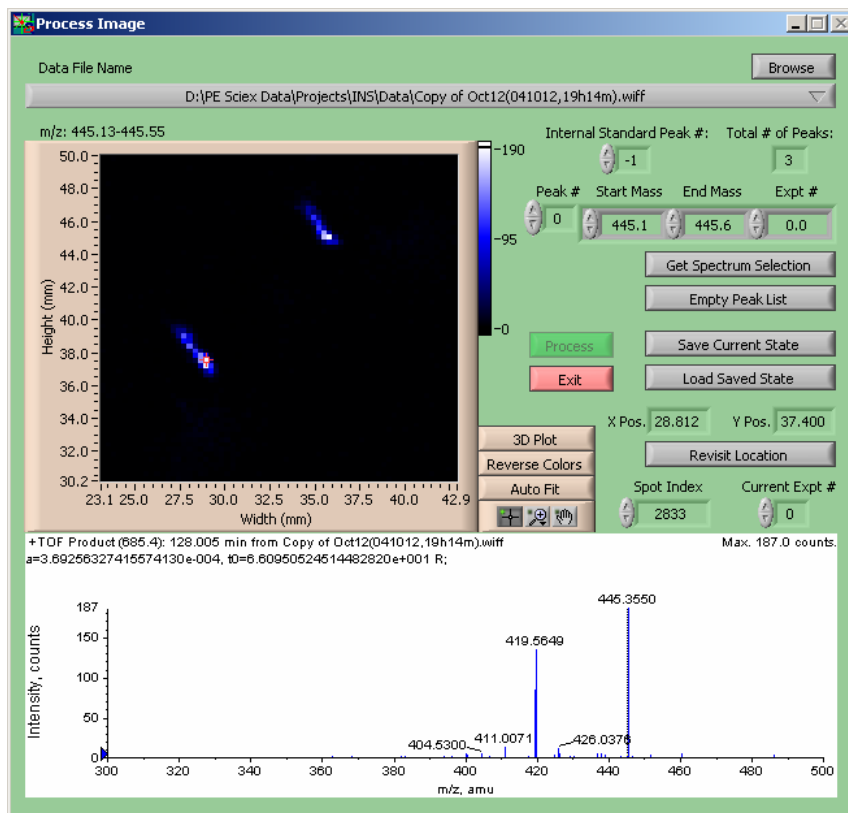 Process Image
Data File Name
Browse
D:\PE Sciex Data\Projects\INS\Data\Copy of Oct12(041012,19h14m).wiff
m/z: 445.13-445.55
Internal Standard Peak #: Total # of Peaks:
-1 3
Peak # Start Mass End Mass Expt #
0 445.1 445.6 0.0
Get Spectrum Selection
Empty Peak List
Process Save Current State
Exit Load Saved State
X Pos. 28.812 Y Pos. 37.400
Revisit Location
Spot Index Current Expt #
2833 0
3D Plot
Reverse Colors
Auto Fit
Height (mm)
50.0
48.0
46.0
44.0
42.0
40.0
38.0
36.0
34.0
32.0
30.2
23.1 25.0 27.5 30.0 32.5 35.0 37.5 40.0 42.9
Width (mm)
190
95
0
+TOF Product (685.4): 128.005 min from Copy of Oct12(041012,19h14m).wiff Max. 187.0 counts.
a=3.69256327415574130e-004, t0=6.60950524514482820e+001 R;
Intensity, counts
187
150
100
50
0
445.3550
419.5649
404.5300 411.0071 426.0376
300 320 340 360 380 400 420 440 460 480 500
m/z, amu